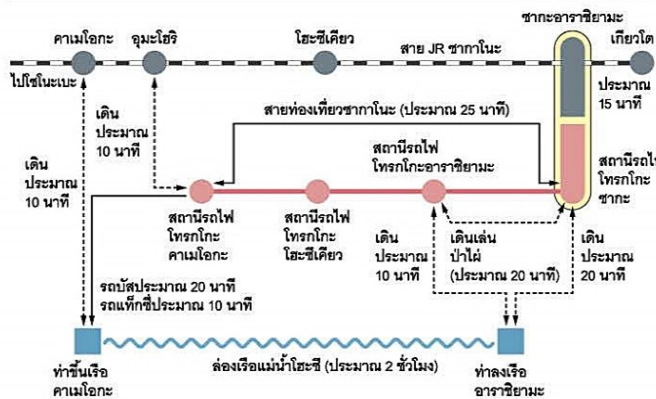 ซากะอาราชิยามะ
คาเมโอกะ
อุมะโฮริ
โฮะซึเคียว
สาย JR ซากาโนะ
เกียวโต
ไปโซโนะเบะ
ประมาณ
15 นาที
เดิน
ประมาณ
10 นาที
สายท่องเที่ยวซากาโนะ (ประมาณ 25 นาที)
เดิน
ประมาณ
10 นาที
สถานีรถไฟ
โทรกโกะอาราชิยามะ
สถานีรถไฟ
โทรกโกะ
ซากะ
สถานีรถไฟ
โทรกโกะ
คาเมโอกะ
สถานีรถไฟ
โทรกโกะ
โฮะซึเคียว
เดิน
ประมาณ
10 นาที
เดินเล่น
ป่าไผ่
(ประมาณ 20 นาที)
เดิน
ประมาณ
20 นาที
รถบัสประมาณ 20 นาที
รถแท็กซี่ประมาณ 10 นาที
ล่องเรือแม่น้ำโฮะซึ (ประมาณ 2 ชั่วโมง)
ท่าขึ้นเรือ
คาเมโอกะ
ท่าลงเรือ
อาราชิยามะ